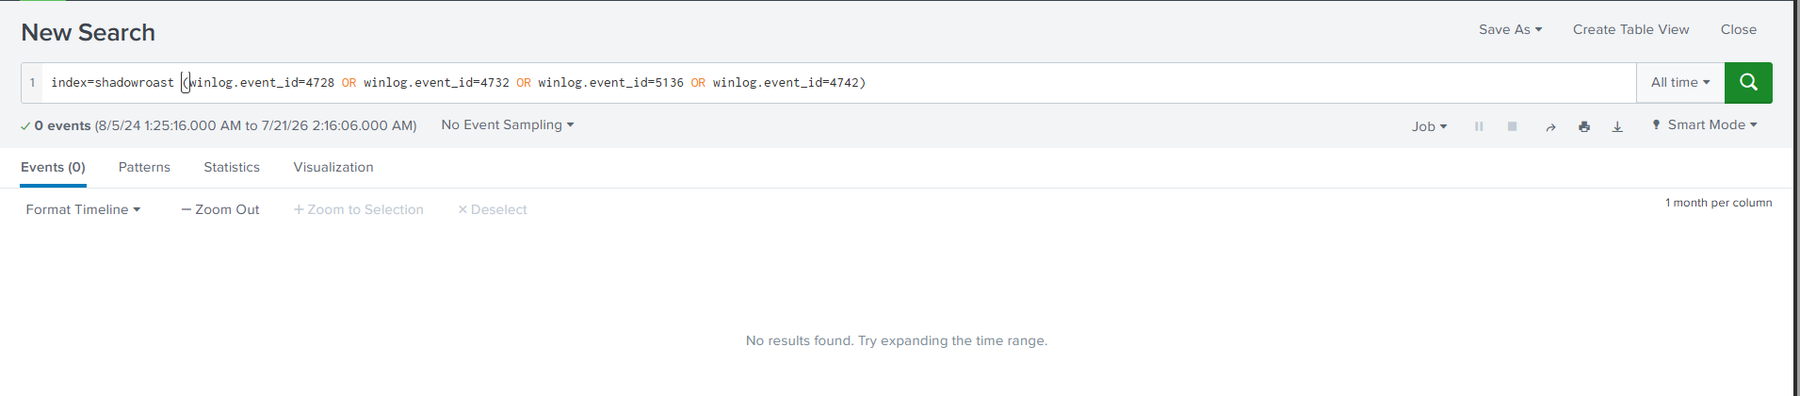 New Search
Save As Create Table View Close
1 index=shadowroast (winlog.event_id=4728 OR winlog.event_id=4732 OR winlog.event_id=5136 OR winlog.event_id=4742) All time
0 events (8/5/24 1:25:16.000 AM to 7/21/26 2:16:06.000 AM) No Event Sampling Job Smart Mode
Events (0) Patterns Statistics Visualization
Format Timeline − Zoom Out + Zoom to Selection × Deselect 1 month per column
No results found. Try expanding the time range.